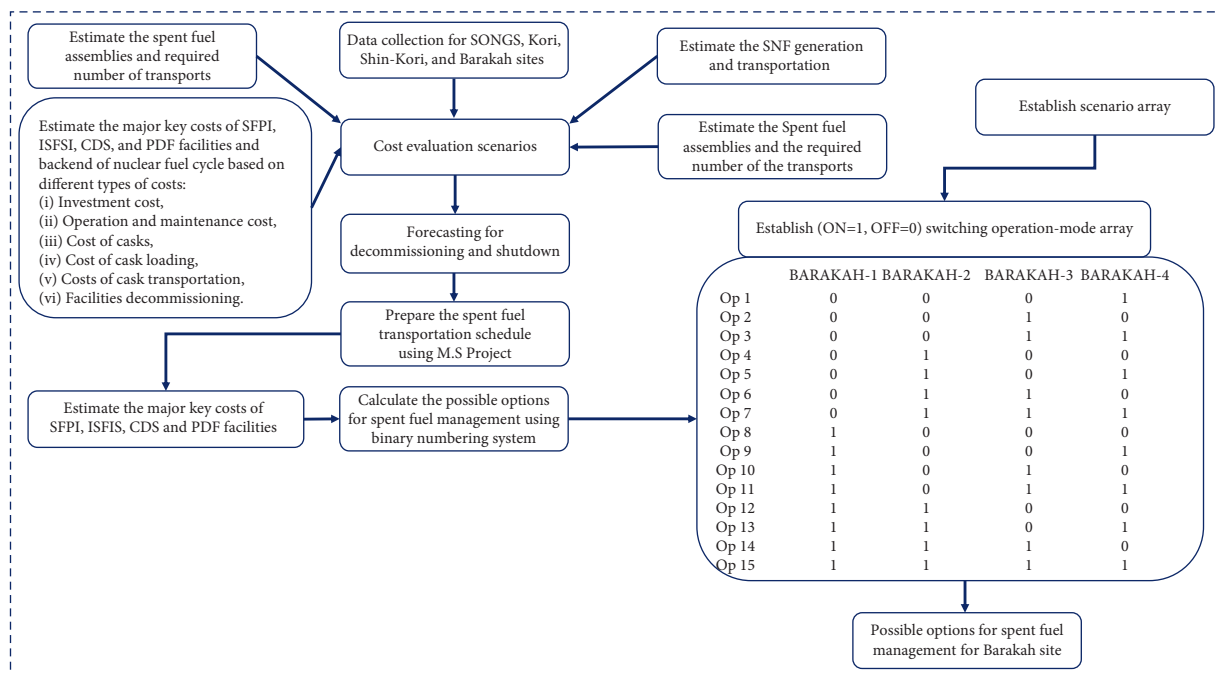 Estimate the spent fuel
assemblies and required
number of transports
Data collection for SONGS, Kori,
Shin-Kori, and Barakah sites
Estimate the SNF generation
and transportation
Establish scenario array
Estimate the major key costs of SFPI,
ISFSI, CDS, and PDF facilities and
backend of nuclear fuel cycle based on
different types of costs:
(i) Investment cost,
(ii) Operation and maintenance cost,
(iii) Cost of casks,
(iv) Cost of cask loading,
(v) Costs of cask transportation,
(vi) Facilities decommissioning.
Cost evaluation scenarios
Estimate the Spent fuel
assemblies and the required
number of the transports
Forecasting for
decommissioning and shutdown
Prepare the spent fuel
transportation schedule
using M.S Project
Estimate the major key costs of
SFPI, ISFIS, CDS and PDF facilities
Calculate the possible options
for spent fuel management using
binary numbering system
Establish (ON=1, OFF=0) switching operation-mode array
BARAKAH-1 BARAKAH-2 BARAKAH-3 BARAKAH-4
Op 1 0 0 0 1
Op 2 0 0 1 0
Op 3 0 0 1 1
Op 4 0 1 0 0
Op 5 0 1 0 1
Op 6 0 1 1 0
Op 7 0 1 1 1
Op 8 1 0 0 0
Op 9 1 0 0 1
Op 10 1 0 1 0
Op 11 1 0 1 1
Op 12 1 1 0 0
Op 13 1 1 0 1
Op 14 1 1 1 0
Op 15 1 1 1 1
Possible options for spent fuel
management for Barakah site